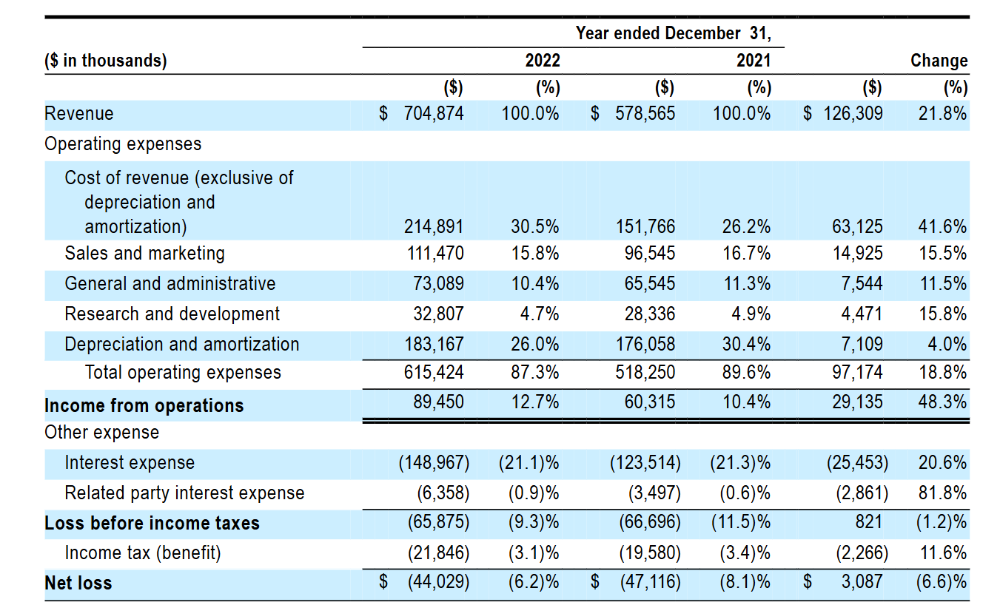 Year ended December 31,
($ in thousands) 2022 2021 Change
($) (%) ($) (%) ($) (%)
Revenue $ 704,874 100.0% $ 578,565 100.0% $ 126,309 21.8%
Operating expenses
Cost of revenue (exclusive of
depreciation and
amortization) 214,891 30.5% 151,766 26.2% 63,125 41.6%
Sales and marketing 111,470 15.8% 96,545 16.7% 14,925 15.5%
General and administrative 73,089 10.4% 65,545 11.3% 7,544 11.5%
Research and development 32,807 4.7% 28,336 4.9% 4,471 15.8%
Depreciation and amortization 183,167 26.0% 176,058 30.4% 7,109 4.0%
Total operating expenses 615,424 87.3% 518,250 89.6% 97,174 18.8%
Income from operations 89,450 12.7% 60,315 10.4% 29,135 48.3%
Other expense
Interest expense (148,967) (21.1)% (123,514) (21.3)% (25,453) 20.6%
Related party interest expense (6,358) (0.9)% (3,497) (0.6)% (2,861) 81.8%
Loss before income taxes (65,875) (9.3)% (66,696) (11.5)% 821 (1.2)%
Income tax (benefit) (21,846) (3.1)% (19,580) (3.4)% (2,266) 11.6%
Net loss $ (44,029) (6.2)% $ (47,116) (8.1)% $ 3,087 (6.6)%